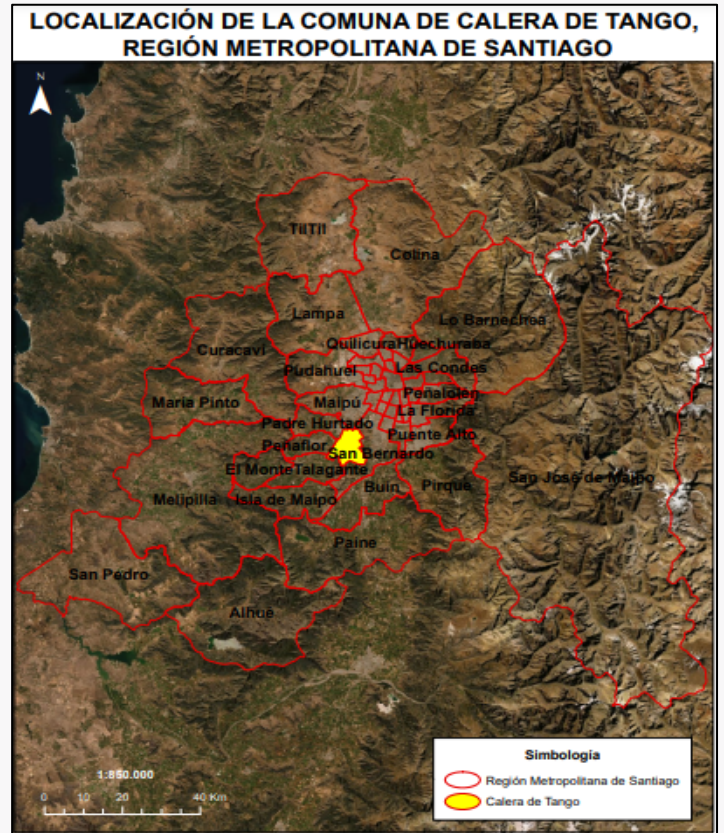 LOCALIZACIÓN DE LA COMUNA DE CALERA DE TANGO,
REGIÓN METROPOLITANA DE SANTIAGO
N
TilTil
Colina
Lampa
Lo Barnechea
Quilicura
Huechuraba
Curacaví
Pudahuel
Las Condes
María Pinto
Maipú
Peñalolén
La Florida
Padre Hurtado
Puente Alto
Peñaflor
San Bernardo
El Monte
Talagante
San José de Maipo
Melipilla
Isla de Maipo
Buin
Pirque
Paine
San Pedro
Alhué
1:850.000
0 10 20 40 Km
Simbología
Región Metropolitana de Santiago
Calera de Tango